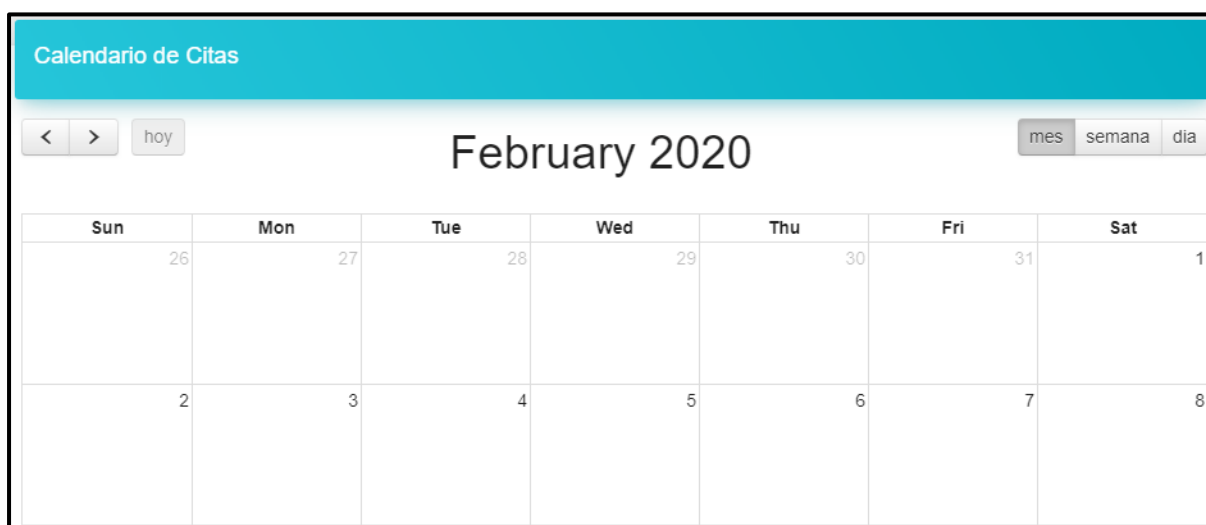 Calendario de Citas
< > hoy February 2020 mes semana dia
Sun Mon Tue Wed Thu Fri Sat
26 27 28 29 30 31 1
2 3 4 5 6 7 8